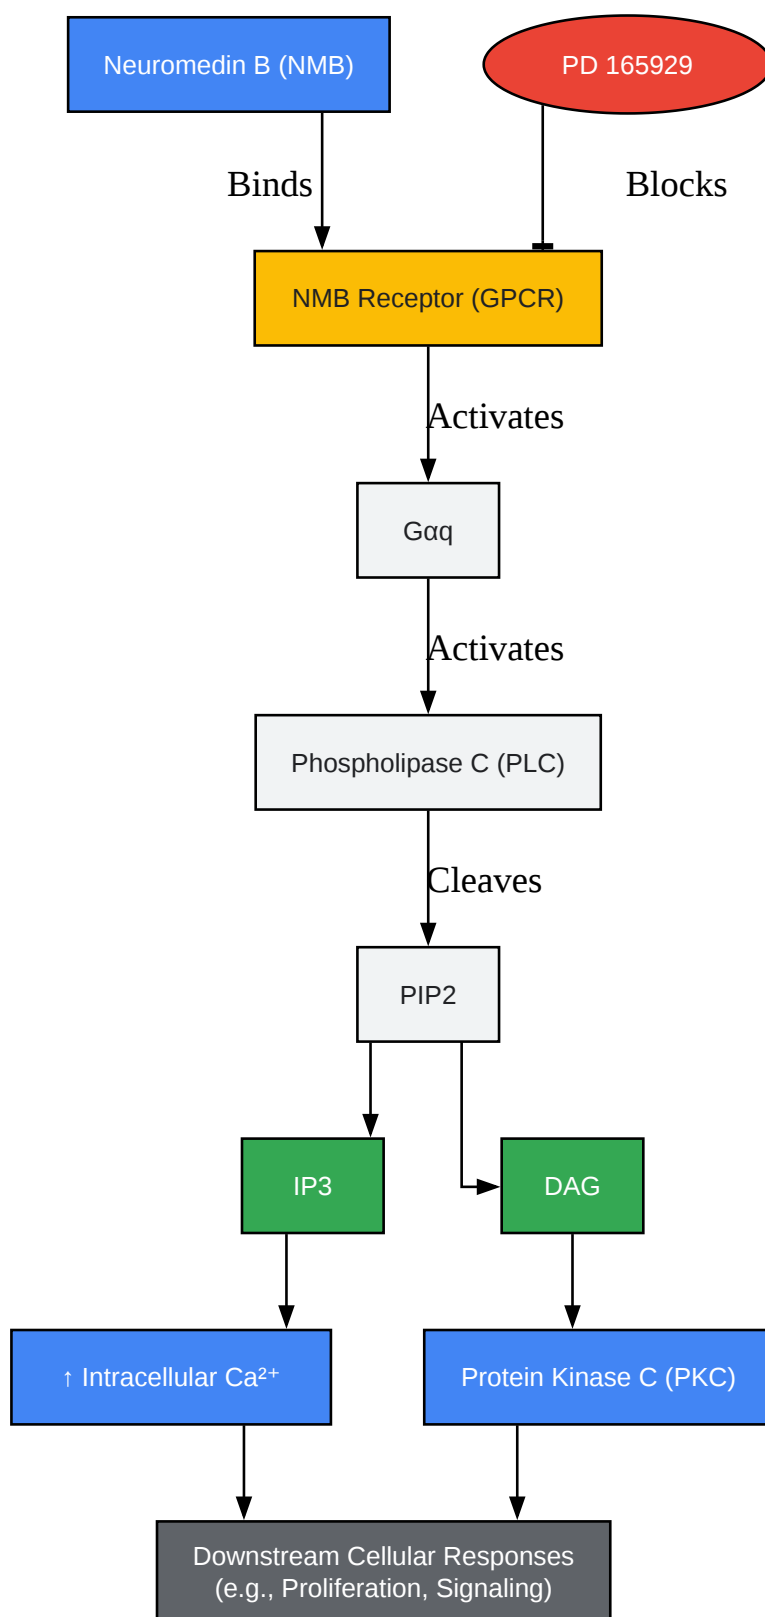 Neuromedin B (NMB)
PD 165929
Binds
Blocks
NMB Receptor (GPCR)
Activates
Gαq
Activates
Phospholipase C (PLC)
Cleaves
PIP2
IP3
DAG
↑ Intracellular Ca²⁺
Protein Kinase C (PKC)
Downstream Cellular Responses
(e.g., Proliferation, Signaling)